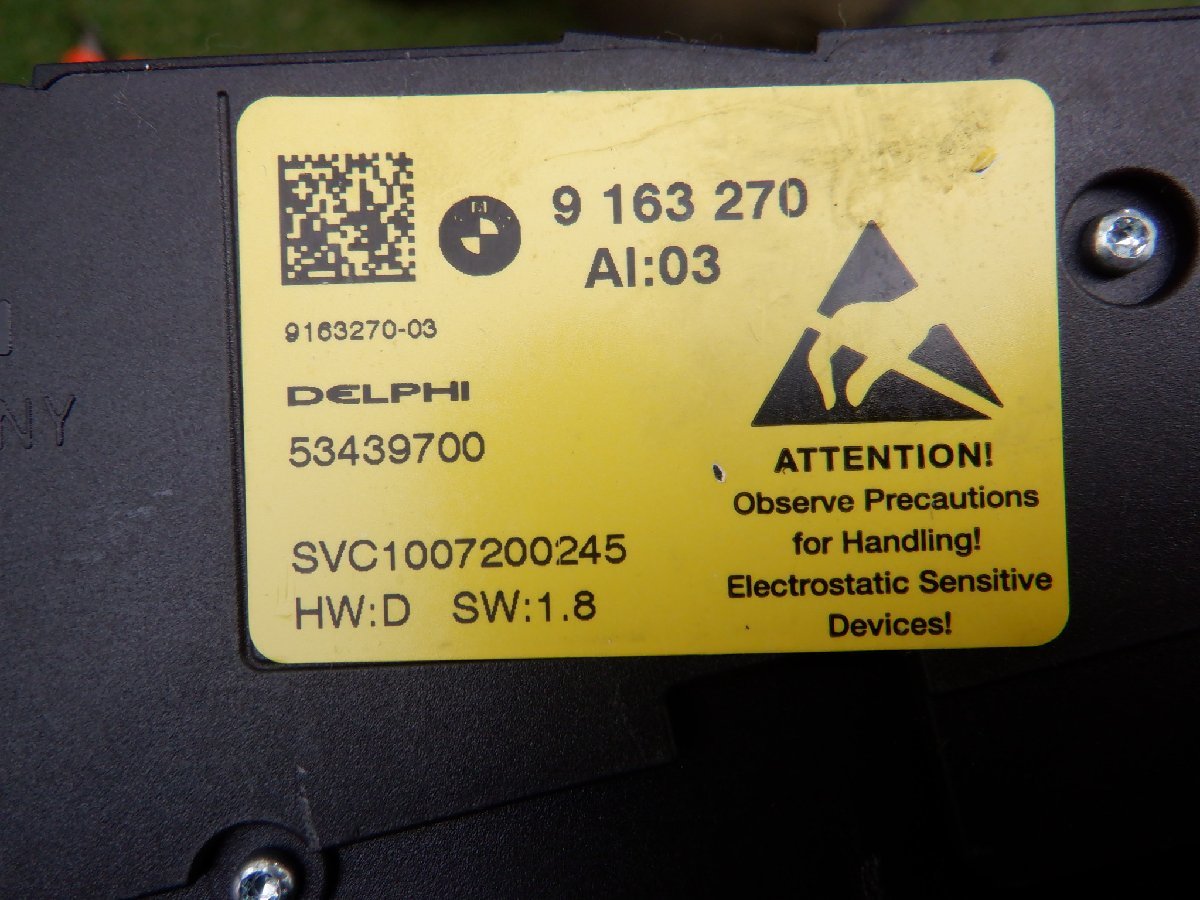 9 163 270
AI:03
9163270-03
DELPHI
53439700
SVC1007200245
HW:D SW:1.8
ATTENTION!
Observe Precautions
for Handling!
Electrostatic Sensitive
Devices!
NY